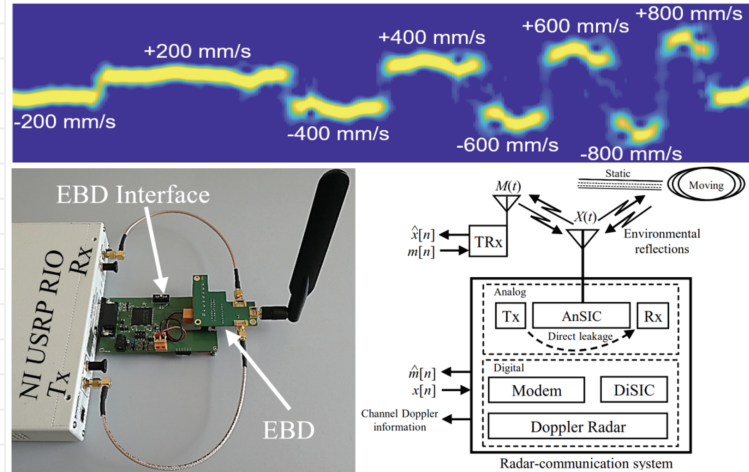 +800 mm/s
+600 mm/s
+400 mm/s
+200 mm/s
-200 mm/s
-400 mm/s
-600 mm/s
-800 mm/s
EBD Interface
NI USRP RIO
Rx
Tx
EBD
Static
Moving
M(t)
X(t)
x̂[n]
m[n]
TRx
Environmental
reflections
Analog
Tx
AnSIC
Rx
Direct leakage
Digital
m̂[n]
x[n]
Modem
DiSIC
Channel Doppler
information
Doppler Radar
Radar-communication system